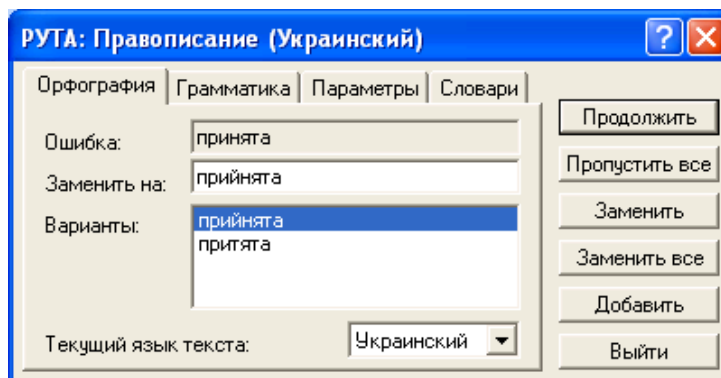 РУТА: Правописание (Украинский)
Орфография Грамматика Параметры Словари
Ошибка: принята
Заменить на: прийнята
Варианты: прийнята
притята
Текущий язык текста: Украинский
Продолжить
Пропустить все
Заменить
Заменить все
Добавить
Выйти